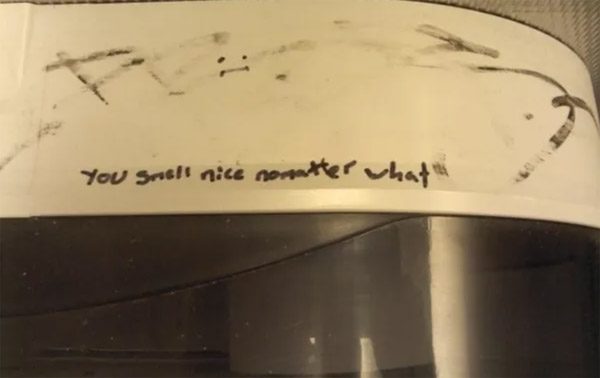 You smell nice nomatter what